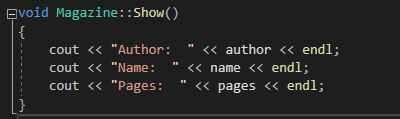 void Magazine::Show()
{
    cout << "Author:  " << author << endl;
    cout << "Name:  " << name << endl;
    cout << "Pages:  " << pages << endl;
}